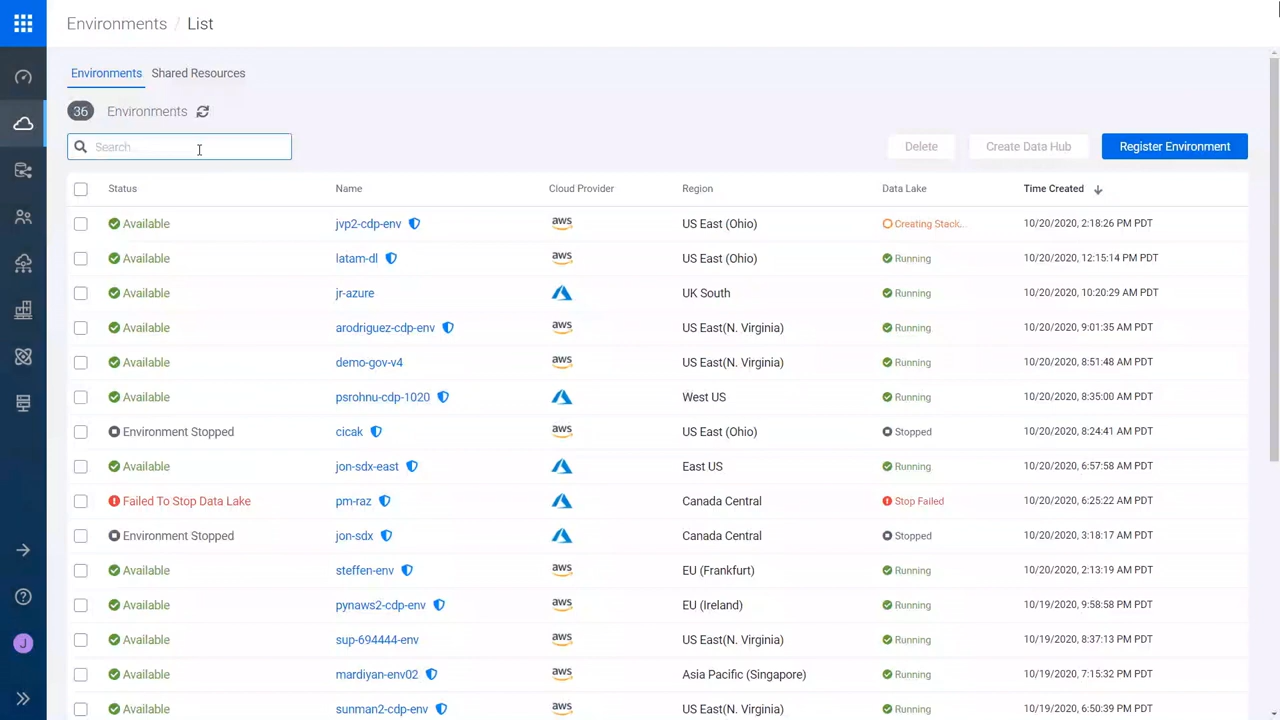 Environments / List
Environments Shared Resources
36 Environments
Search... Delete Create Data Hub Register Environment
Status Name Cloud Provider Region Data Lake Time Created
Available jvp2-cdp-env aws US East (Ohio) Creating Stack... 10/20/2020, 2:18:26 PM PDT
Available latam-dl aws US East (Ohio) Running 10/20/2020, 12:15:14 PM PDT
Available jr-azure UK South Running 10/20/2020, 10:20:29 AM PDT
Available arodriguez-cdp-env aws US East(N. Virginia) Running 10/20/2020, 9:01:35 AM PDT
Available demo-gov-v4 aws US East(N. Virginia) Running 10/20/2020, 8:51:48 AM PDT
Available psrohnu-cdp-1020 West US Running 10/20/2020, 8:35:00 AM PDT
Environment Stopped cicak aws US East (Ohio) Stopped 10/20/2020, 8:24:41 AM PDT
Available jon-sdx-east East US Running 10/20/2020, 6:57:58 AM PDT
Failed To Stop Data Lake pm-raz Canada Central Stop Failed 10/20/2020, 6:25:22 AM PDT
Environment Stopped jon-sdx Canada Central Stopped 10/20/2020, 3:18:17 AM PDT
Available steffen-env aws EU (Frankfurt) Running 10/20/2020, 2:13:19 AM PDT
Available pynaws2-cdp-env aws EU (Ireland) Running 10/19/2020, 9:58:58 PM PDT
Available sup-694444-env aws US East(N. Virginia) Running 10/19/2020, 8:37:13 PM PDT
Available mardiyan-env02 aws Asia Pacific (Singapore) Running 10/19/2020, 7:15:32 PM PDT
J
Available sunman2-cdp-env aws US East(N. Virginia) Running 10/19/2020, 6:50:39 PM PDT